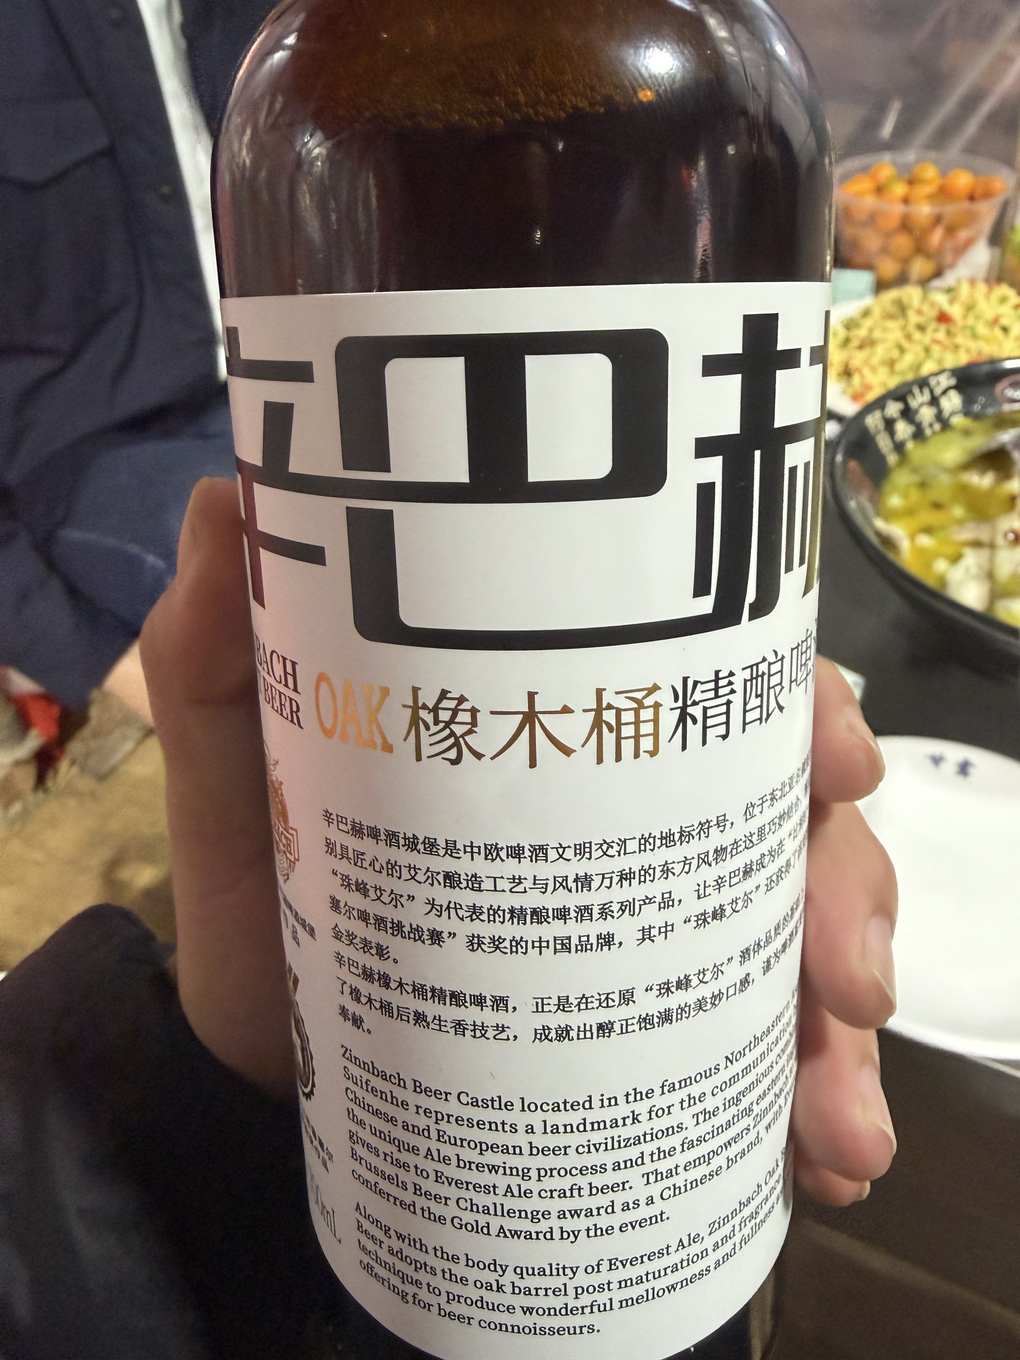 辛巴赫
BACH
BEER
OAK 橡木桶精酿啤
辛巴赫啤酒城堡是中欧啤酒文明交汇的地标符号，位于东北亚
别具匠心的艾尔酿造工艺与风情万种的东方风物在这里巧妙结合
“珠峰艾尔”为代表的精酿啤酒系列产品，让辛巴赫成为在“
塞尔啤酒挑战赛”获奖的中国品牌，其中“珠峰艾尔”还获得了
金奖表彰。
辛巴赫橡木桶精酿啤酒，正是在还原“珠峰艾尔”酒体品质的
了橡木桶后熟生香技艺，成就出醇正饱满的美妙口感，谨为
奉献。
Zinnbach Beer Castle located in the famous Northeastern
Suifenhe represents a landmark for the communication
Chinese and European beer civilizations. The ingenious
the unique Ale brewing process and the fascinating eastern
gives rise to Everest Ale craft beer. That empowers Zinnbach
Brussels Beer Challenge award as a Chinese brand, with
conferred the Gold Award by the event.
Along with the body quality of Everest Ale, Zinnbach Oak
Beer adopts the oak barrel post maturation and fragrance
technique to produce wonderful mellowness and fullness
offering for beer connoisseurs.